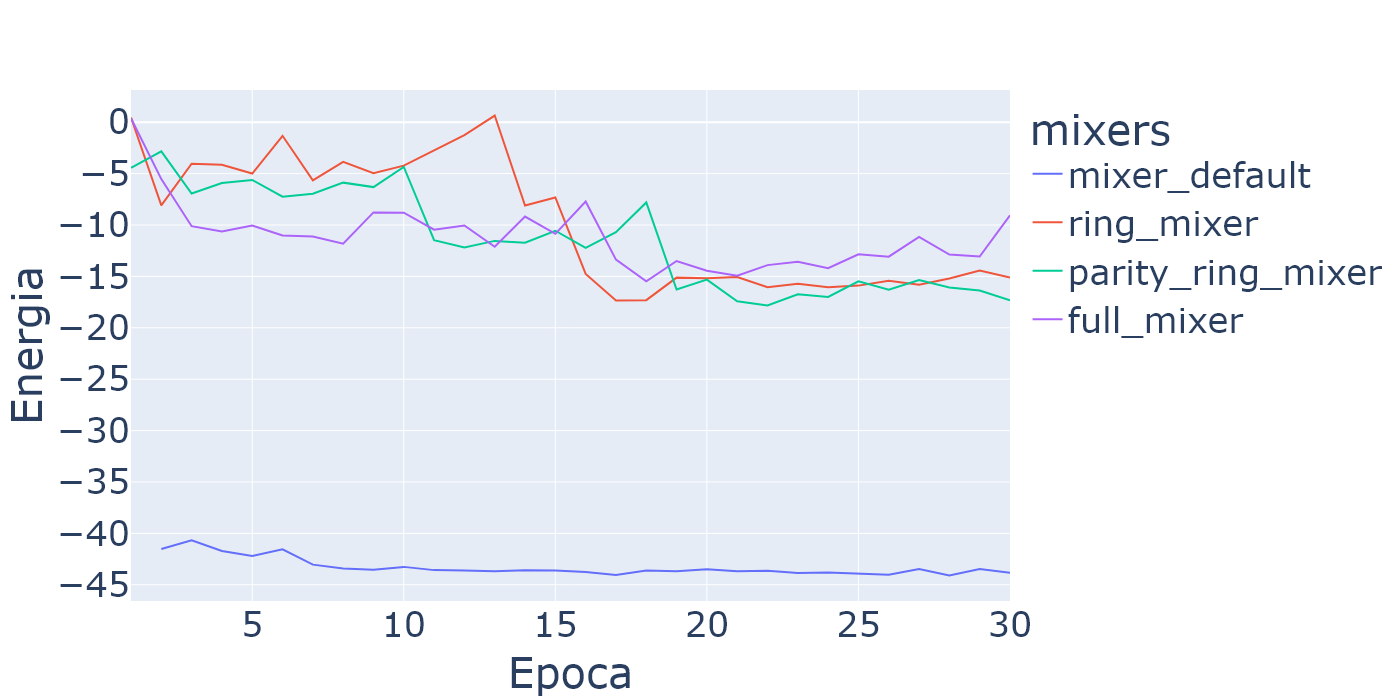 Energia
0
−5
−10
−15
−20
−25
−30
−35
−40
−45
5 10 15 20 25 30
Epoca
mixers
mixer_default
ring_mixer
parity_ring_mixer
full_mixer